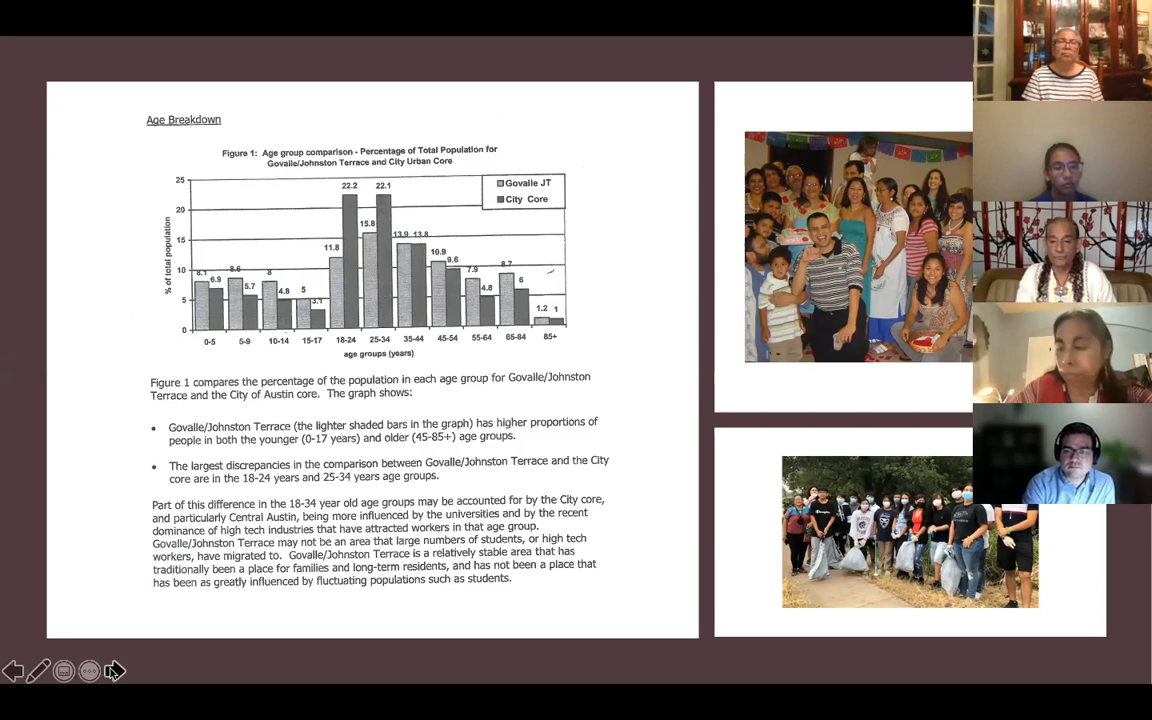 Age Breakdown
Figure 1: Age group comparison - Percentage of Total Population for
Govalle/Johnston Terrace and City Urban Core
25
20
15
10
5
0
% of total population
Govalle JT
City Core
8.1 6.9 8.6 5.7 8 4.8 5 3.1 11.8 22.2 15.8 22.1 13.9 13.8 10.9 9.6 7.9 4.8 8.7 6 1.2 1
0-5 5-9 10-14 15-17 18-24 25-34 35-44 45-54 55-64 65-84 85+
age groups (years)
Figure 1 compares the percentage of the population in each age group for Govalle/Johnston
Terrace and the City of Austin core. The graph shows:
• Govalle/Johnston Terrace (the lighter shaded bars in the graph) has higher proportions of
people in both the younger (0-17 years) and older (45-85+) age groups.
• The largest discrepancies in the comparison between Govalle/Johnston Terrace and the City
core are in the 18-24 years and 25-34 years age groups.
Part of this difference in the 18-34 year old age groups may be accounted for by the City core,
and particularly Central Austin, being more influenced by the universities and by the recent
dominance of high tech industries that have attracted workers in that age group.
Govalle/Johnston Terrace may not be an area that large numbers of students, or high tech
workers, have migrated to. Govalle/Johnston Terrace is a relatively stable area that has
traditionally been a place for families and long-term residents, and has not been a place that
has been as greatly influenced by fluctuating populations such as students.